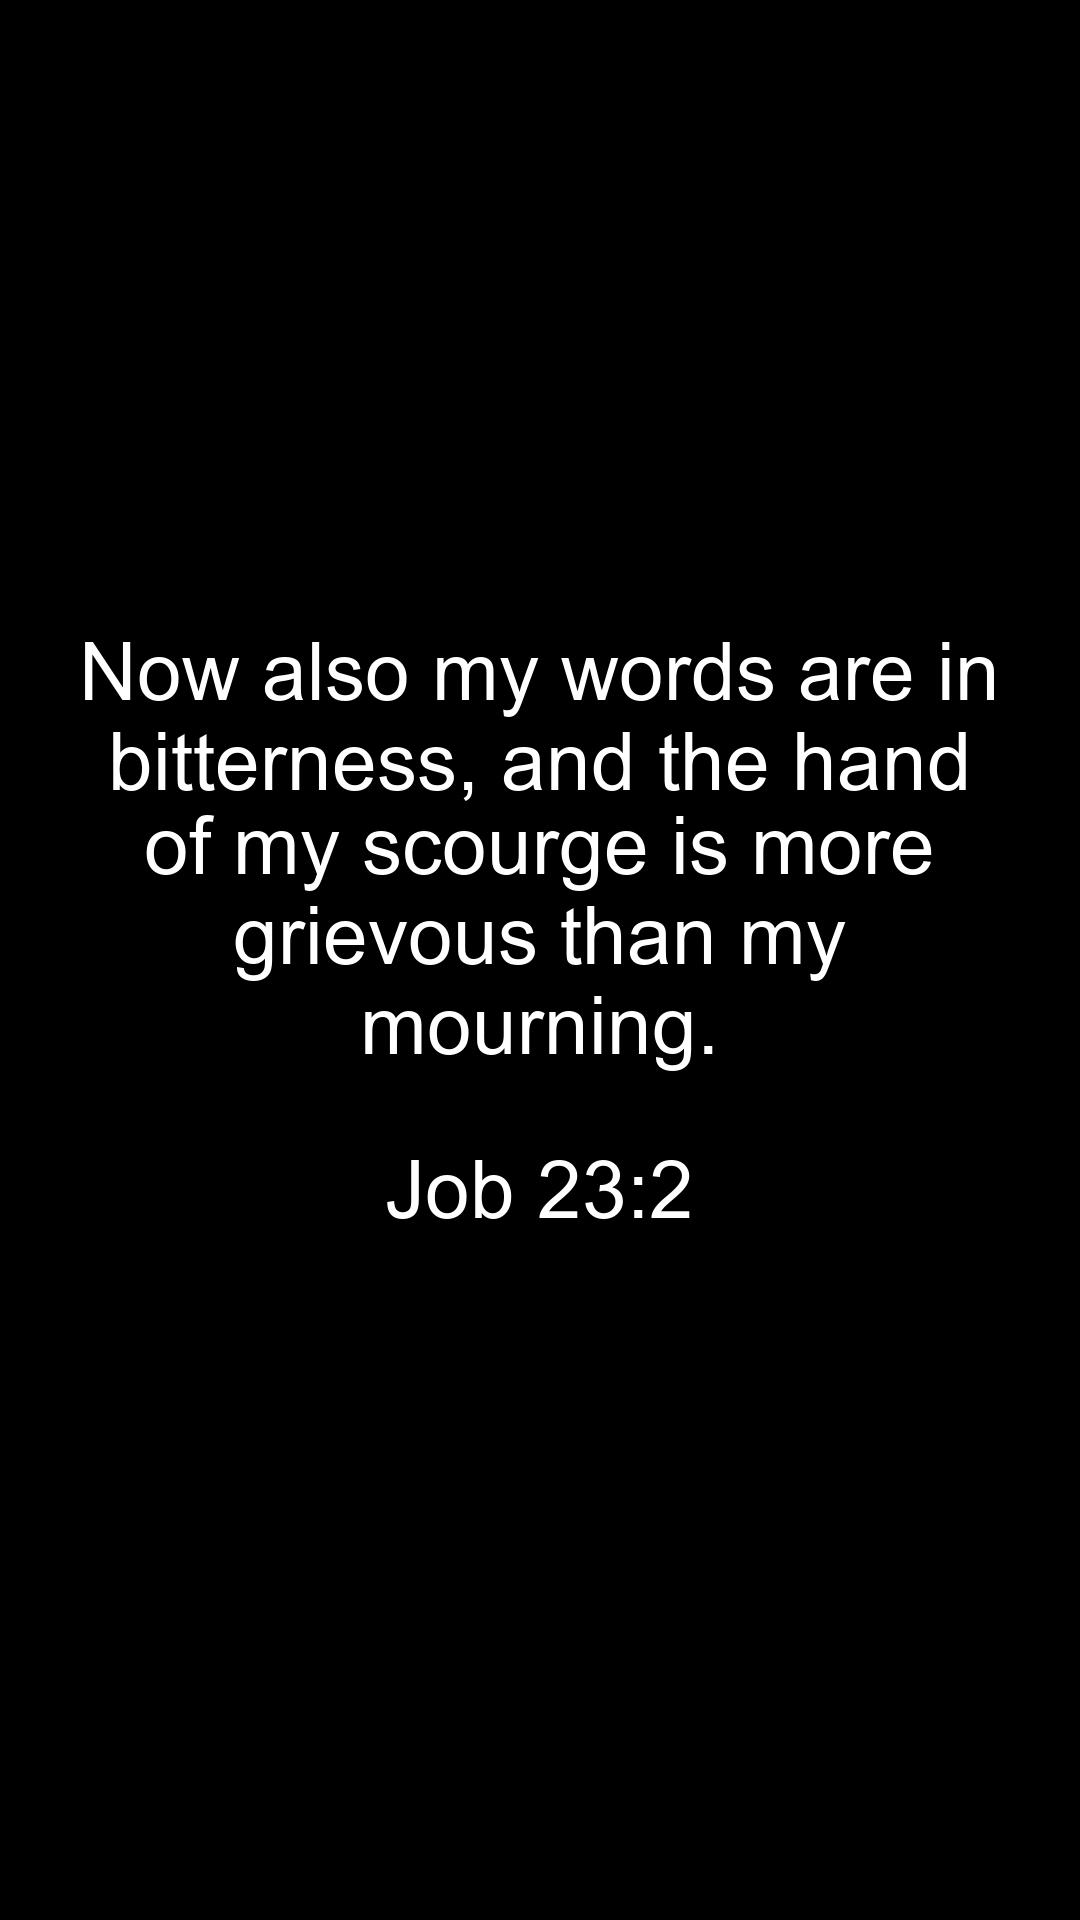 Now also my words are in
bitterness, and the hand
of my scourge is more
grievous than my
mourning.
Job 23:2